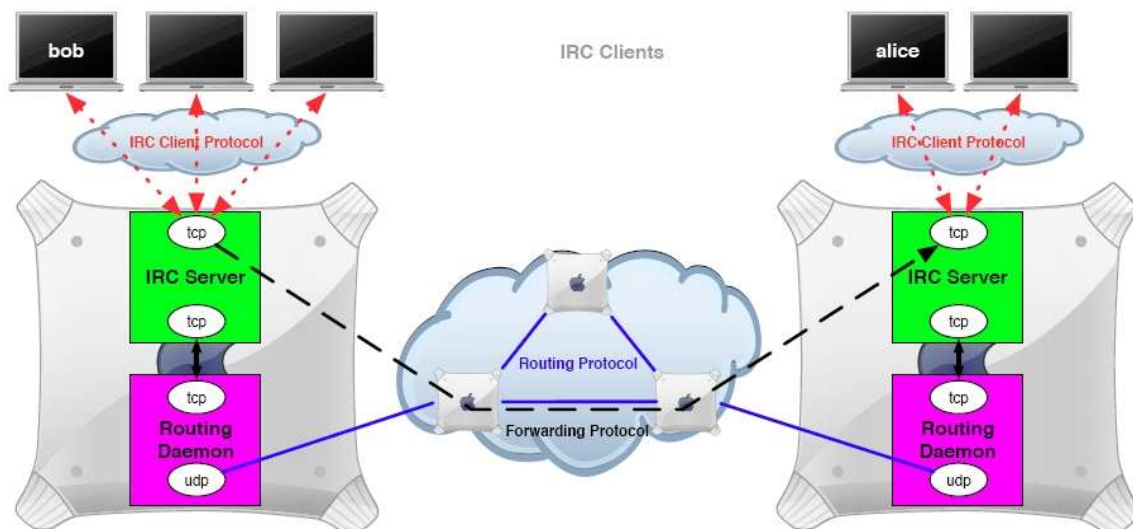 bob
alice
IRC Clients
IRC Client Protocol
IRC Client Protocol
tcp
IRC Server
tcp
tcp
Routing
Daemon
udp
Routing Protocol
Forwarding Protocol
tcp
IRC Server
tcp
tcp
Routing
Daemon
udp